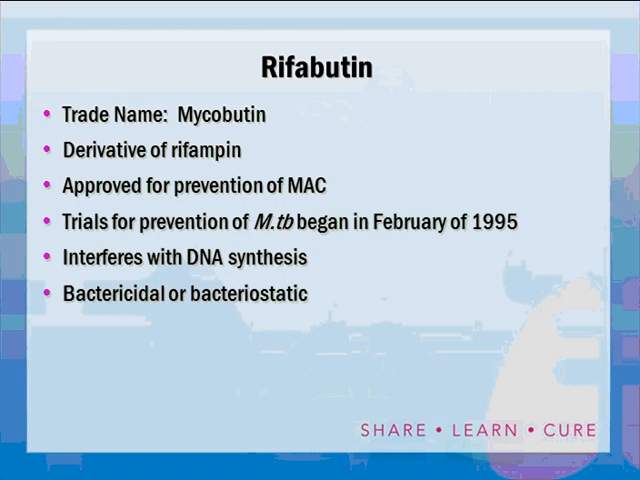 Rifabutin
• Trade Name: Mycobutin
• Derivative of rifampin
• Approved for prevention of MAC
• Trials for prevention of M.tb began in February of 1995
• Interferes with DNA synthesis
• Bactericidal or bacteriostatic
SHARE • LEARN • CURE